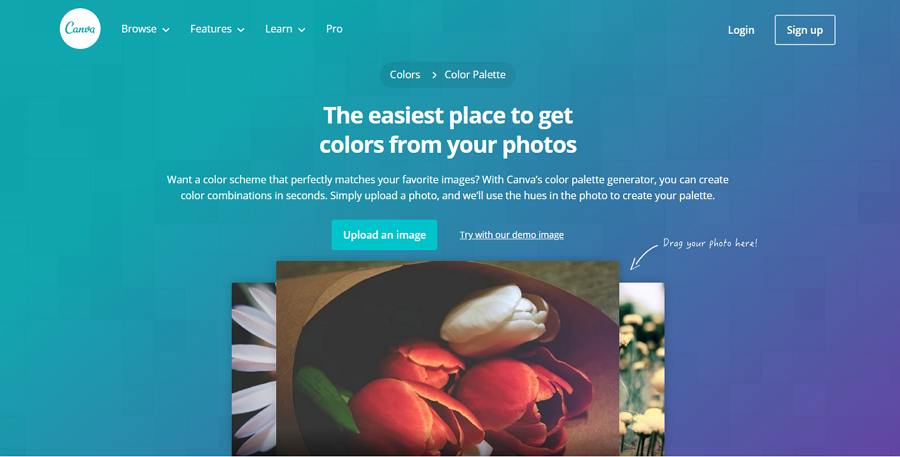 Canva
Browse
Features
Learn
Pro
Login
Sign up
Colors
Color Palette
The easiest place to get
colors from your photos
Want a color scheme that perfectly matches your favorite images? With Canva's color palette generator, you can create
color combinations in seconds. Simply upload a photo, and we'll use the hues in the photo to create your palette.
Upload an image
Try with our demo image
Drag your photo here!